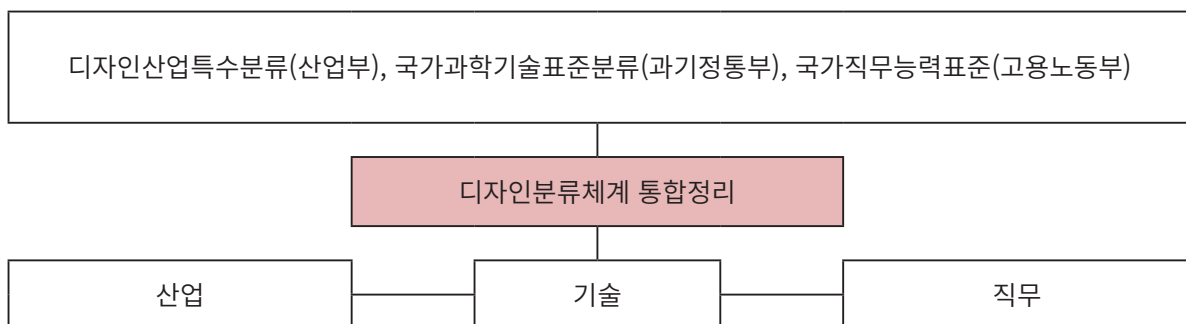 디자인산업특수분류(산업부), 국가과학기술표준분류(과기정통부), 국가직무능력표준(고용노동부)
디자인분류체계 통합정리
산업
기술
직무